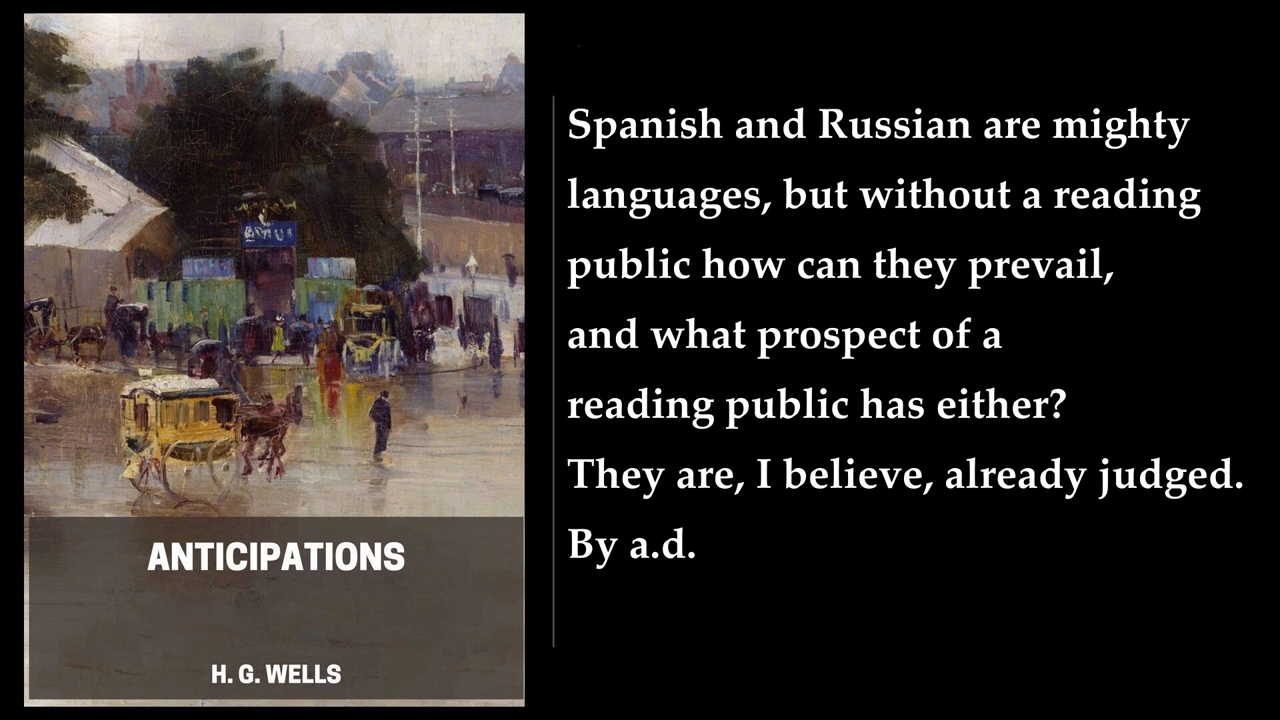 ANTICIPATIONS
H. G. WELLS
Spanish and Russian are mighty
languages, but without a reading
public how can they prevail,
and what prospect of a
reading public has either?
They are, I believe, already judged.
By a.d.